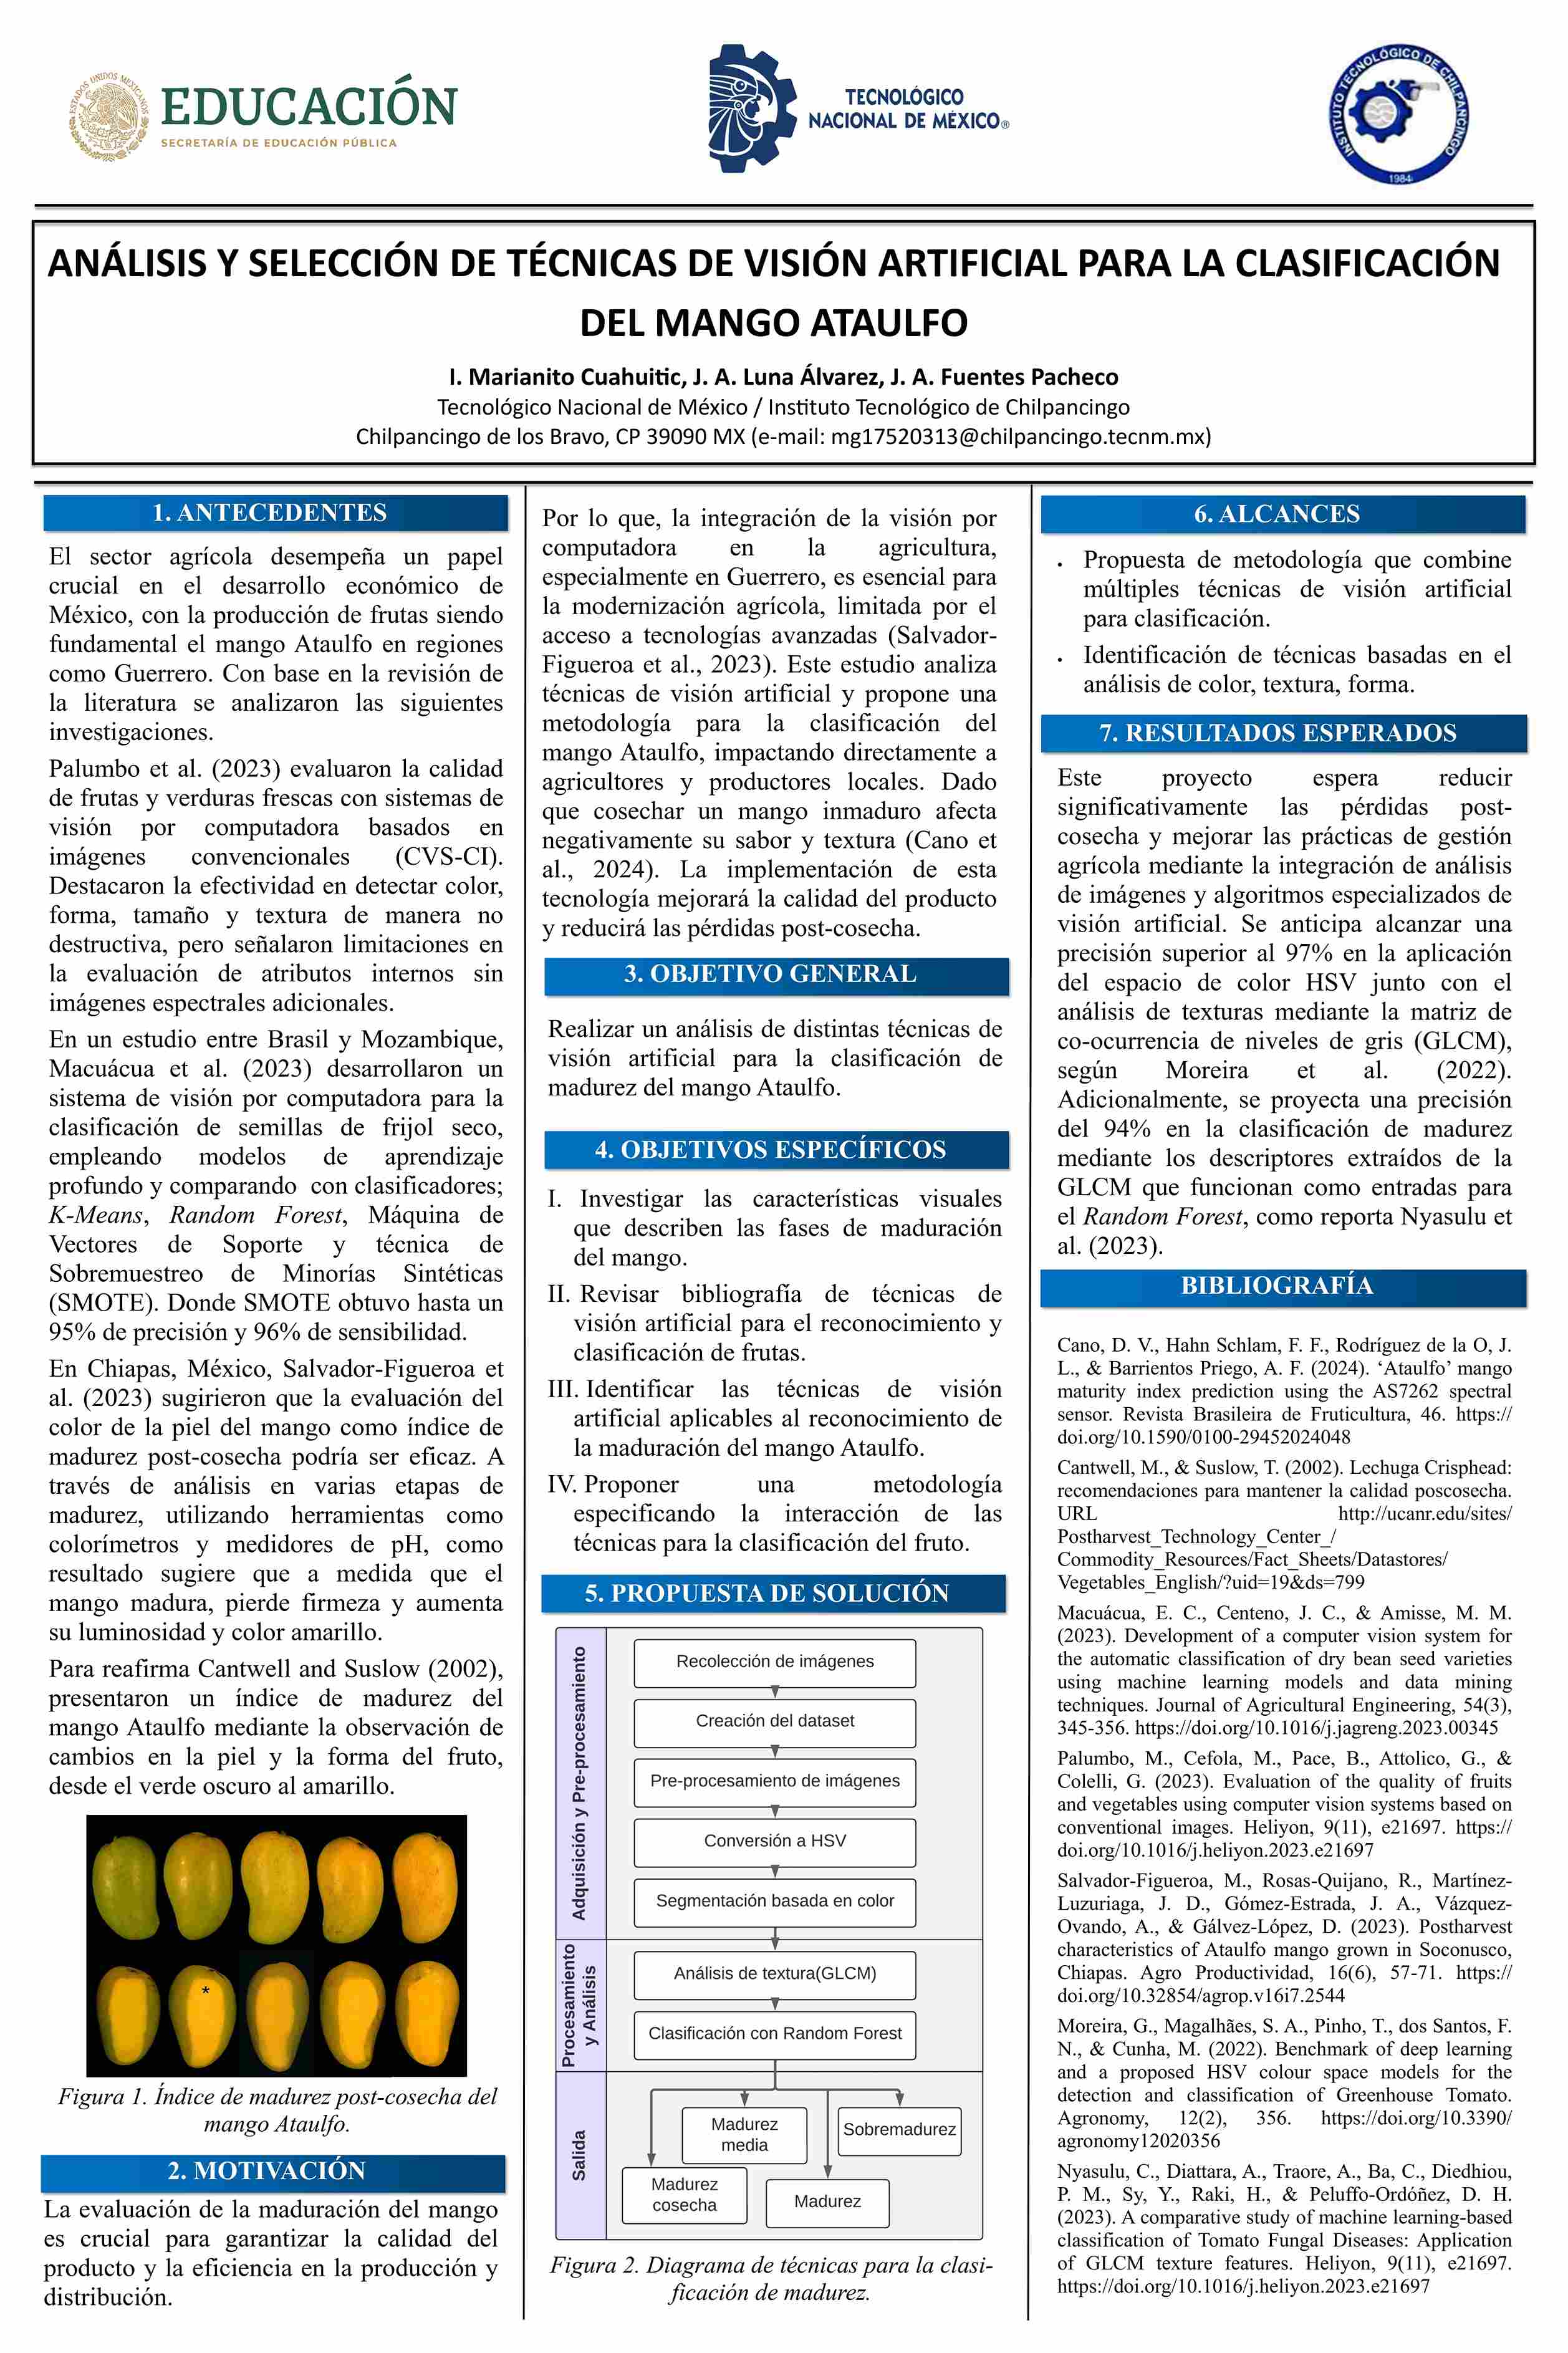 ESTADOS UNIDOS MEXICANOS
EDUCACIÓN
SECRETARÍA DE EDUCACIÓN PÚBLICA
TECNOLÓGICO
NACIONAL DE MÉXICO®
INSTITUTO TECNOLÓGICO DE CHILPANCINGO
1984
ANÁLISIS Y SELECCIÓN DE TÉCNICAS DE VISIÓN ARTIFICIAL PARA LA CLASIFICACIÓN
DEL MANGO ATAULFO
I. Marianito Cuahuitic, J. A. Luna Álvarez, J. A. Fuentes Pacheco
Tecnológico Nacional de México / Instituto Tecnológico de Chilpancingo
Chilpancingo de los Bravo, CP 39090 MX (e-mail: mg17520313@chilpancingo.tecnm.mx)
1. ANTECEDENTES
El sector agrícola desempeña un papel
crucial en el desarrollo económico de
México, con la producción de frutas siendo
fundamental el mango Ataulfo en regiones
como Guerrero. Con base en la revisión de
la literatura se analizaron las siguientes
investigaciones.
Palumbo et al. (2023) evaluaron la calidad
de frutas y verduras frescas con sistemas de
visión por computadora basados en
imágenes convencionales (CVS-CI).
Destacaron la efectividad en detectar color,
forma, tamaño y textura de manera no
destructiva, pero señalaron limitaciones en
la evaluación de atributos internos sin
imágenes espectrales adicionales.
En un estudio entre Brasil y Mozambique,
Macuácua et al. (2023) desarrollaron un
sistema de visión por computadora para la
clasificación de semillas de frijol seco,
empleando modelos de aprendizaje
profundo y comparando con clasificadores;
K-Means, Random Forest, Máquina de
Vectores de Soporte y técnica de
Sobremuestreo de Minorías Sintéticas
(SMOTE). Donde SMOTE obtuvo hasta un
95% de precisión y 96% de sensibilidad.
En Chiapas, México, Salvador-Figueroa et
al. (2023) sugirieron que la evaluación del
color de la piel del mango como índice de
madurez post-cosecha podría ser eficaz. A
través de análisis en varias etapas de
madurez, utilizando herramientas como
colorímetros y medidores de pH, como
resultado sugiere que a medida que el
mango madura, pierde firmeza y aumenta
su luminosidad y color amarillo.
Para reafirma Cantwell and Suslow (2002),
presentaron un índice de madurez del
mango Ataulfo mediante la observación de
cambios en la piel y la forma del fruto,
desde el verde oscuro al amarillo.
*
Figura 1. Índice de madurez post-cosecha del
mango Ataulfo.
2. MOTIVACIÓN
La evaluación de la maduración del mango
es crucial para garantizar la calidad del
producto y la eficiencia en la producción y
distribución.
Por lo que, la integración de la visión por
computadora en la agricultura,
especialmente en Guerrero, es esencial para
la modernización agrícola, limitada por el
acceso a tecnologías avanzadas (Salvador-
Figueroa et al., 2023). Este estudio analiza
técnicas de visión artificial y propone una
metodología para la clasificación del
mango Ataulfo, impactando directamente a
agricultores y productores locales. Dado
que cosechar un mango inmaduro afecta
negativamente su sabor y textura (Cano et
al., 2024). La implementación de esta
tecnología mejorará la calidad del producto
y reducirá las pérdidas post-cosecha.
3. OBJETIVO GENERAL
Realizar un análisis de distintas técnicas de
visión artificial para la clasificación de
madurez del mango Ataulfo.
4. OBJETIVOS ESPECÍFICOS
I. Investigar las características visuales
que describen las fases de maduración
del mango.
II. Revisar bibliografía de técnicas de
visión artificial para el reconocimiento y
clasificación de frutas.
III. Identificar las técnicas de visión
artificial aplicables al reconocimiento de
la maduración del mango Ataulfo.
IV. Proponer una metodología
especificando la interacción de las
técnicas para la clasificación del fruto.
5. PROPUESTA DE SOLUCIÓN
Adquisición y Pre-procesamiento
Recolección de imágenes
Creación del dataset
Pre-procesamiento de imágenes
Conversión a HSV
Segmentación basada en color
Procesamiento
y Análisis
Análisis de textura(GLCM)
Clasificación con Random Forest
Salida
Madurez
media
Sobremadurez
Madurez
cosecha
Madurez
Figura 2. Diagrama de técnicas para la clasi-
ficación de madurez.
6. ALCANCES
• Propuesta de metodología que combine
múltiples técnicas de visión artificial
para clasificación.
• Identificación de técnicas basadas en el
análisis de color, textura, forma.
7. RESULTADOS ESPERADOS
Este proyecto espera reducir
significativamente las pérdidas post-
cosecha y mejorar las prácticas de gestión
agrícola mediante la integración de análisis
de imágenes y algoritmos especializados de
visión artificial. Se anticipa alcanzar una
precisión superior al 97% en la aplicación
del espacio de color HSV junto con el
análisis de texturas mediante la matriz de
co-ocurrencia de niveles de gris (GLCM),
según Moreira et al. (2022).
Adicionalmente, se proyecta una precisión
del 94% en la clasificación de madurez
mediante los descriptores extraídos de la
GLCM que funcionan como entradas para
el Random Forest, como reporta Nyasulu et
al. (2023).
BIBLIOGRAFÍA
Cano, D. V., Hahn Schlam, F. F., Rodríguez de la O, J.
L., & Barrientos Priego, A. F. (2024). ‘Ataulfo’ mango
maturity index prediction using the AS7262 spectral
sensor. Revista Brasileira de Fruticultura, 46. https://
doi.org/10.1590/0100-29452024048
Cantwell, M., & Suslow, T. (2002). Lechuga Crisphead:
recomendaciones para mantener la calidad poscosecha.
URL http://ucanr.edu/sites/
Postharvest_Technology_Center_/
Commodity_Resources/Fact_Sheets/Datastores/
Vegetables_English/?uid=19&ds=799
Macuácua, E. C., Centeno, J. C., & Amisse, M. M.
(2023). Development of a computer vision system for
the automatic classification of dry bean seed varieties
using machine learning models and data mining
techniques. Journal of Agricultural Engineering, 54(3),
345-356. https://doi.org/10.1016/j.jagreng.2023.00345
Palumbo, M., Cefola, M., Pace, B., Attolico, G., &
Colelli, G. (2023). Evaluation of the quality of fruits
and vegetables using computer vision systems based on
conventional images. Heliyon, 9(11), e21697. https://
doi.org/10.1016/j.heliyon.2023.e21697
Salvador-Figueroa, M., Rosas-Quijano, R., Martínez-
Luzuriaga, J. D., Gómez-Estrada, J. A., Vázquez-
Ovando, A., & Gálvez-López, D. (2023). Postharvest
characteristics of Ataulfo mango grown in Soconusco,
Chiapas. Agro Productividad, 16(6), 57-71. https://
doi.org/10.32854/agrop.v16i7.2544
Moreira, G., Magalhães, S. A., Pinho, T., dos Santos, F.
N., & Cunha, M. (2022). Benchmark of deep learning
and a proposed HSV colour space models for the
detection and classification of Greenhouse Tomato.
Agronomy, 12(2), 356. https://doi.org/10.3390/
agronomy12020356
Nyasulu, C., Diattara, A., Traore, A., Ba, C., Diedhiou,
P. M., Sy, Y., Raki, H., & Peluffo-Ordóñez, D. H.
(2023). A comparative study of machine learning-based
classification of Tomato Fungal Diseases: Application
of GLCM texture features. Heliyon, 9(11), e21697.
https://doi.org/10.1016/j.heliyon.2023.e21697